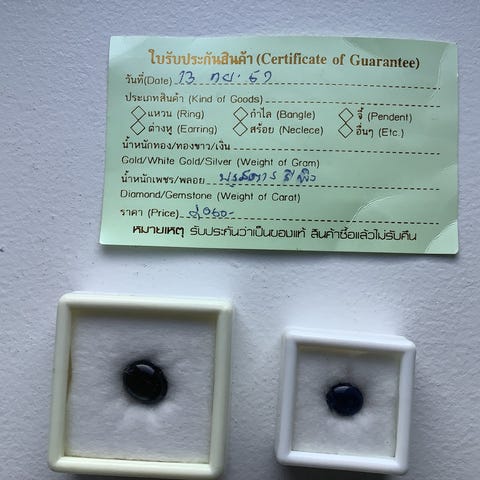 ใบรับประกันสินค้า (Certificate of Guarantee)
วันที่(Date) 13 กย. 67
ประเภทสินค้า (Kind of Goods)
แหวน (Ring) กำไล (Bangle) จี้ (Pendent)
ต่างหู (Earring) สร้อย (Neclece) อื่นๆ (Etc.)
น้ำหนักทอง/ทองขาว/เงิน
Gold/White Gold/Silver (Weight of Gram)
น้ำหนักเพชร/พลอย
Diamond/Gemstone (Weight of Carat)
ราคา (Price)
หมายเหตุ รับประกันว่าเป็นของแท้ สินค้าซื้อแล้วไม่รับคืน